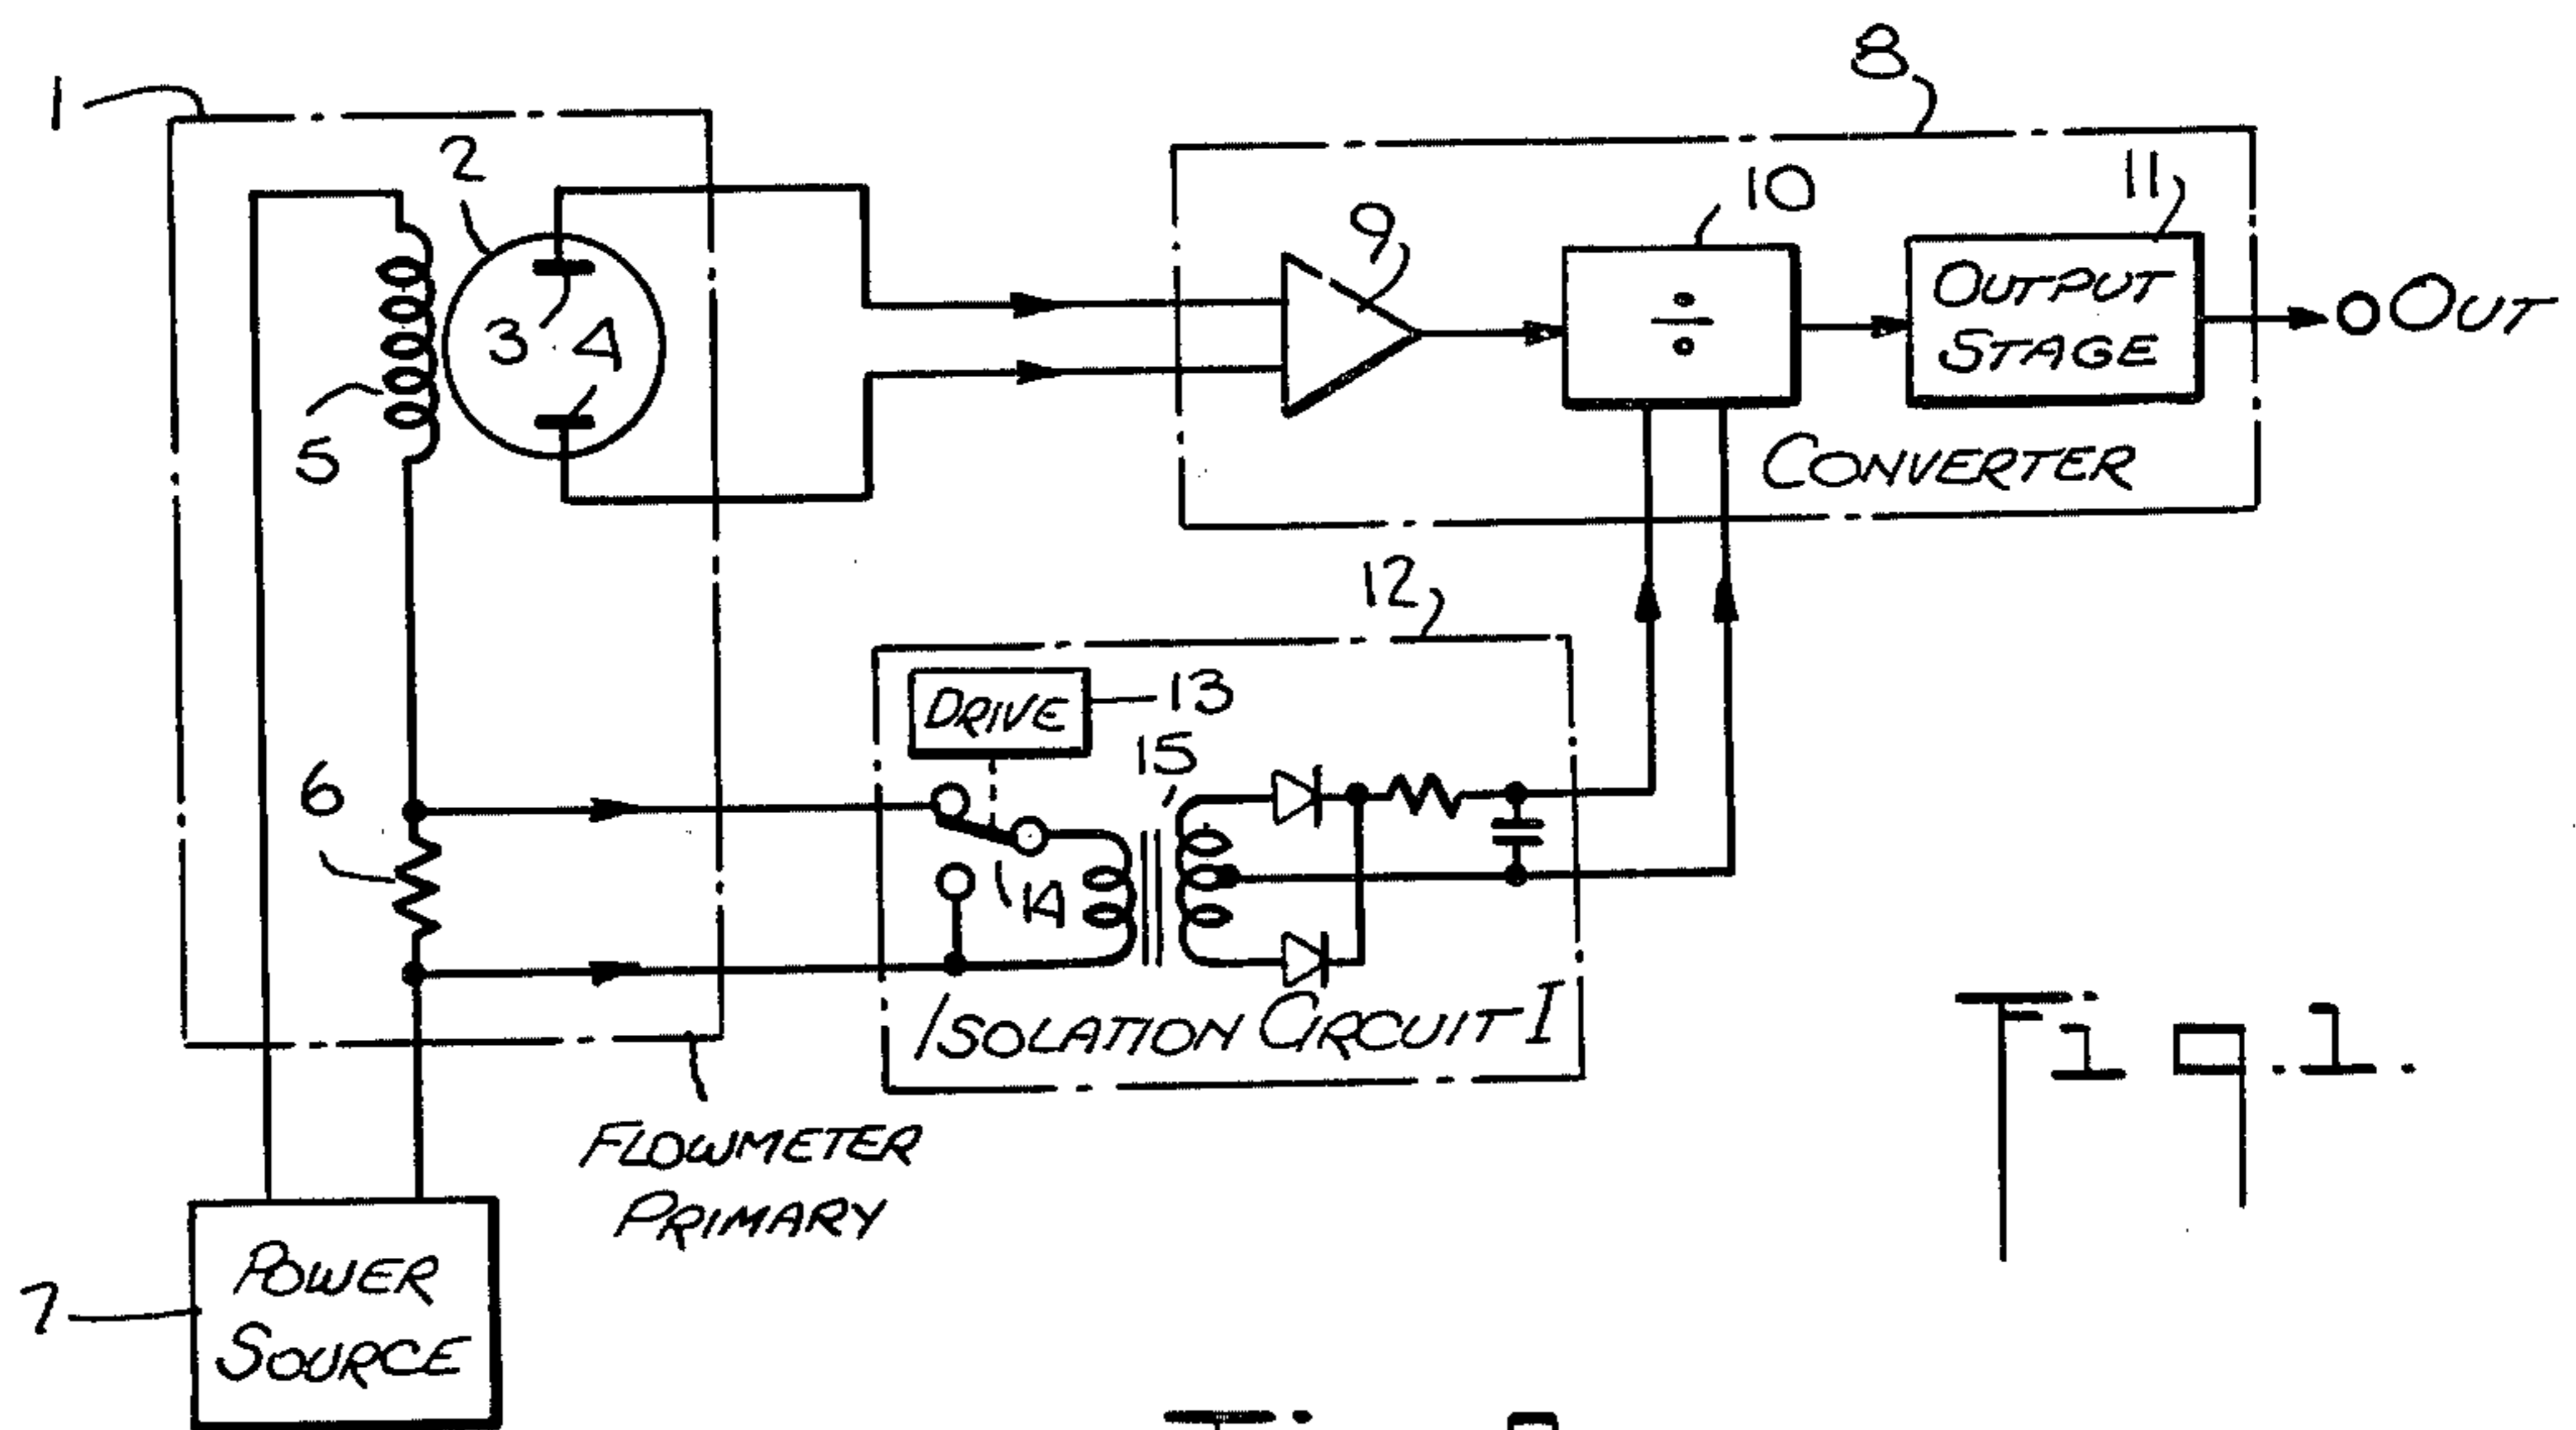 1
2
3
4
5
6
7
POWER
SOURCE
FLOWMETER
PRIMARY
8
9
10
÷
11
OUTPUT
STAGE
OUT
CONVERTER
12
DRIVE
13
14
15
ISOLATION CIRCUIT I
Fig.1.